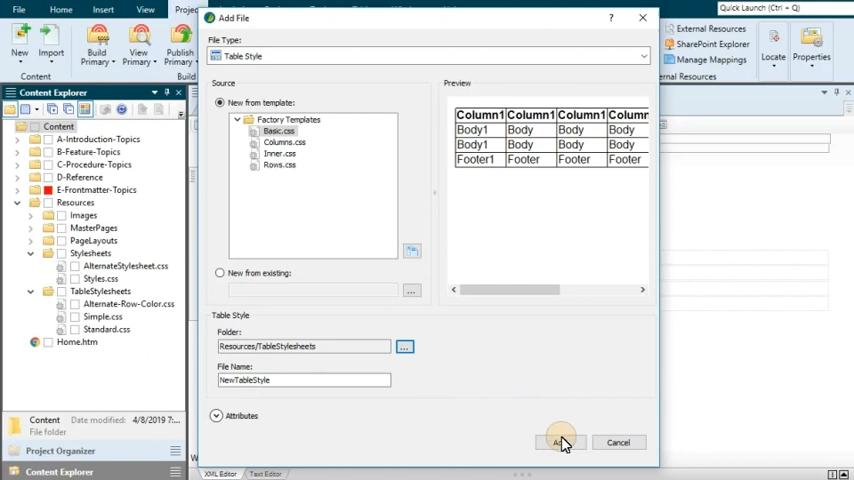 File
Home
Insert
View
Proje
Quick Launch (Ctrl + Q)
New
Import
Build
Primary
View
Primary
Publish
Primary
Content
Build
External Resources
SharePoint Explorer
Manage Mappings
Locate
Properties
Content Explorer
Content
A-Introduction-Topics
B-Feature-Topics
C-Procedure-Topics
D-Reference
E-Frontmatter-Topics
Resources
Images
MasterPages
PageLayouts
Stylesheets
AlternateStylesheet.css
Styles.css
TableStylesheets
Alternate-Row-Color.css
Simple.css
Standard.css
Home.htm
Content Date modified: 4/8/2019 7:...
File folder
Project Organizer
Content Explorer
Add File
File Type:
Table Style
Source
New from template:
Factory Templates
Basic.css
Columns.css
Inner.css
Rows.css
New from existing:
Preview
Column1 Column1 Column1 Column
Body1 Body Body Body
Body1 Body Body Body
Footer1 Footer Footer Footer
Table Style
Folder:
Resources/TableStylesheets
...
File Name:
NewTableStyle
Attributes
Cancel
XML Editor
Text Editor